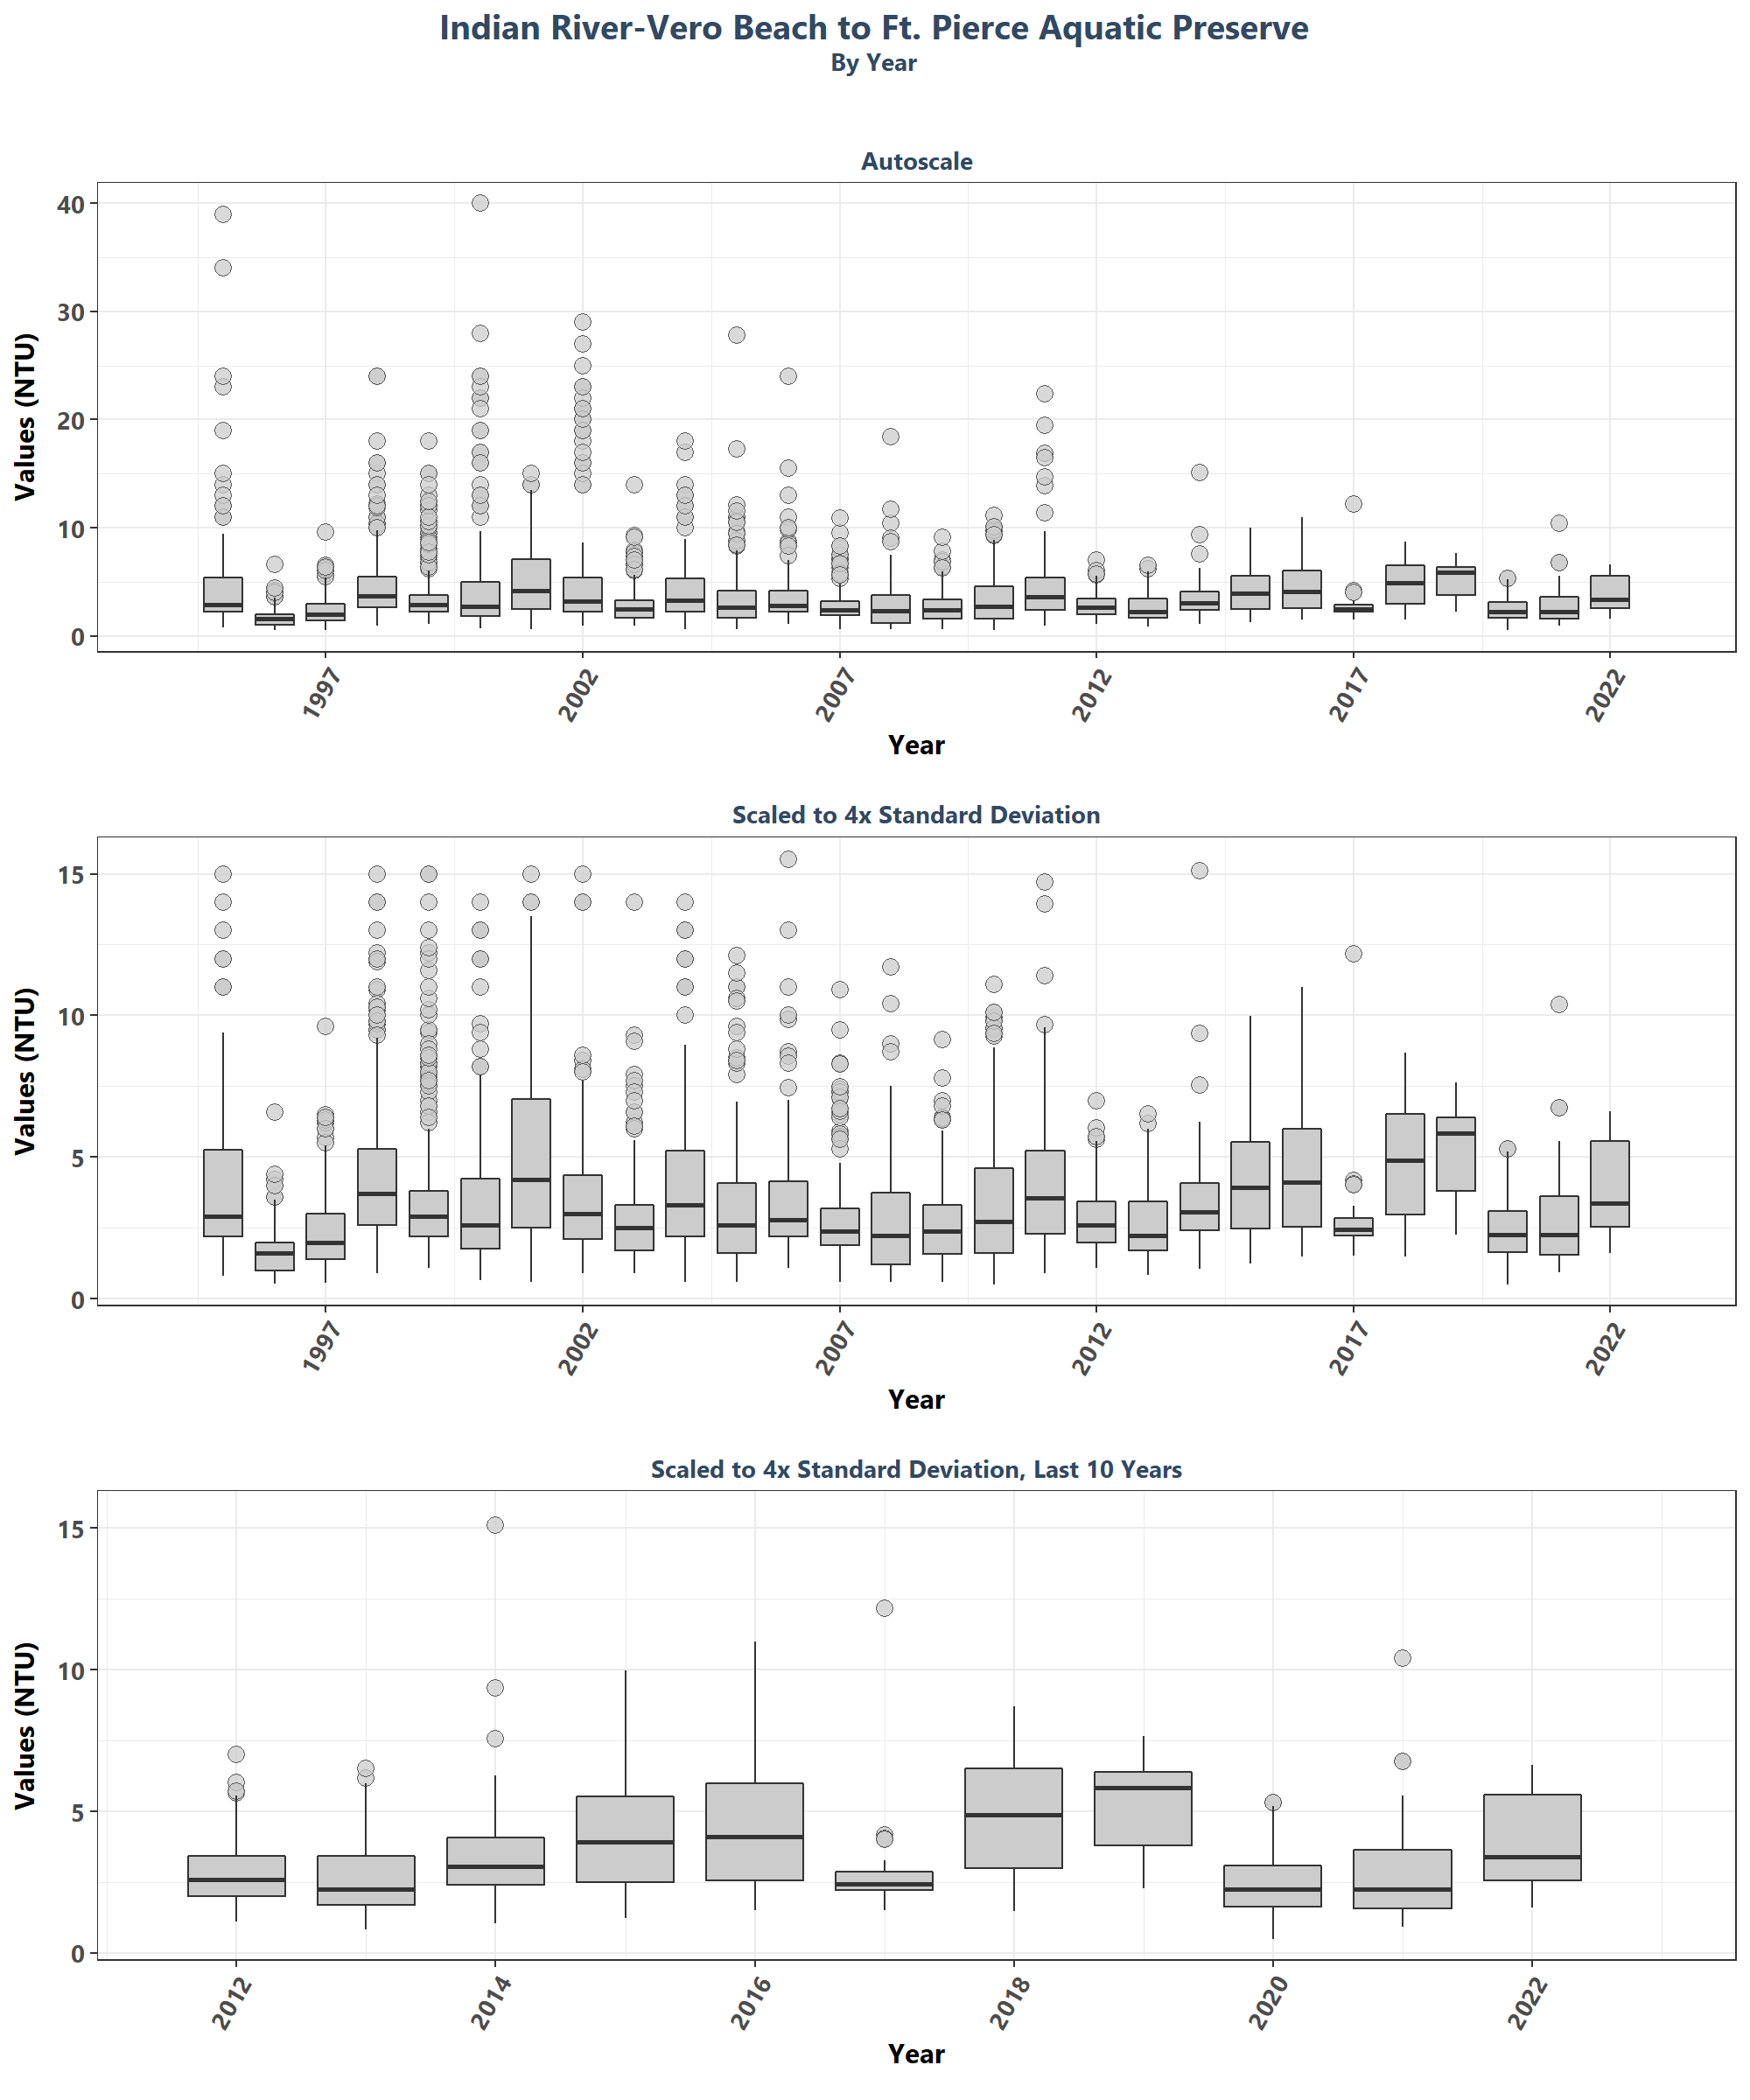 Indian River-Vero Beach to Ft. Pierce Aquatic Preserve
By Year
Autoscale
Values (NTU)
40
30
20
10
0
1997
2002
2007
2012
2017
2022
Year
Scaled to 4x Standard Deviation
Values (NTU)
15
10
5
0
1997
2002
2007
2012
2017
2022
Year
Scaled to 4x Standard Deviation, Last 10 Years
Values (NTU)
15
10
5
0
2012
2014
2016
2018
2020
2022
Year